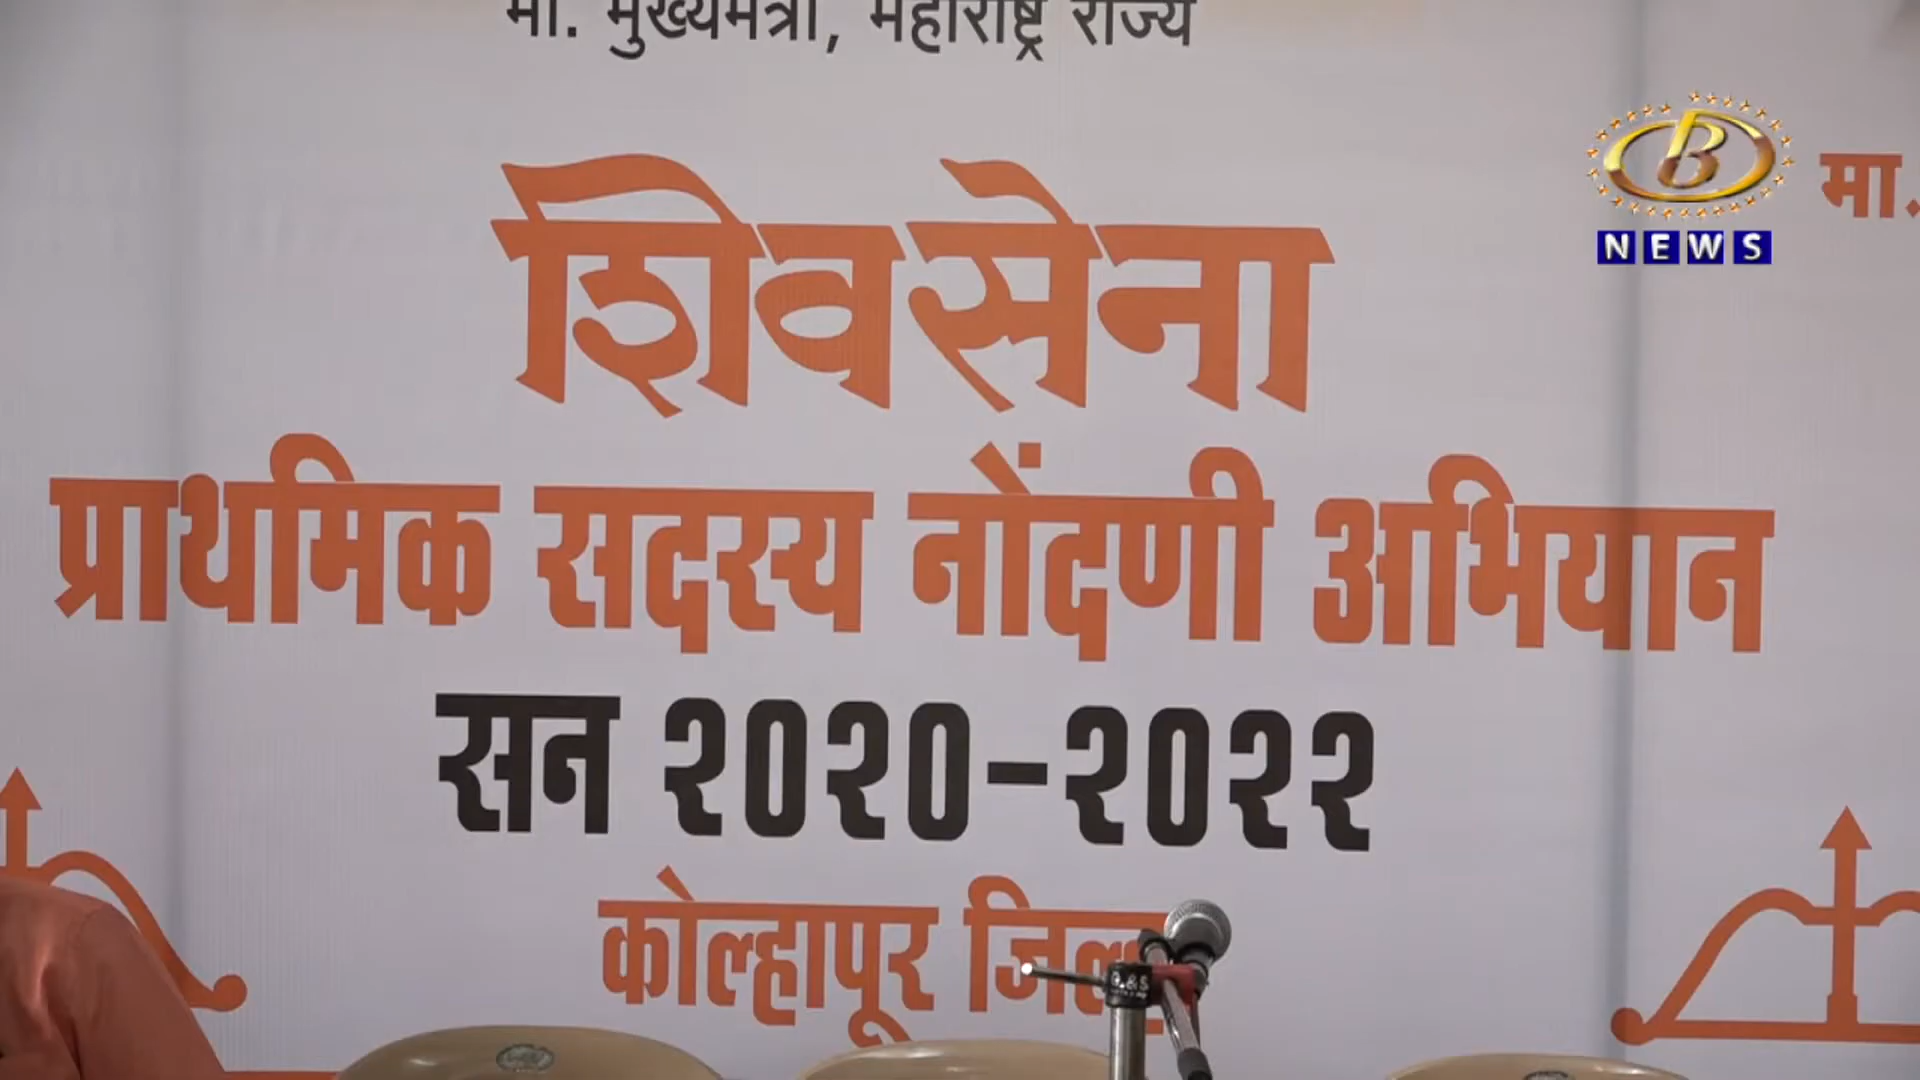 मा. मुख्यमंत्री, महाराष्ट्र राज्य
शिवसेना
प्राथमिक सदस्य नोंदणी अभियान
सन २०२०-२०२२
कोल्हापूर जिल्हा
मा.
B
NEWS